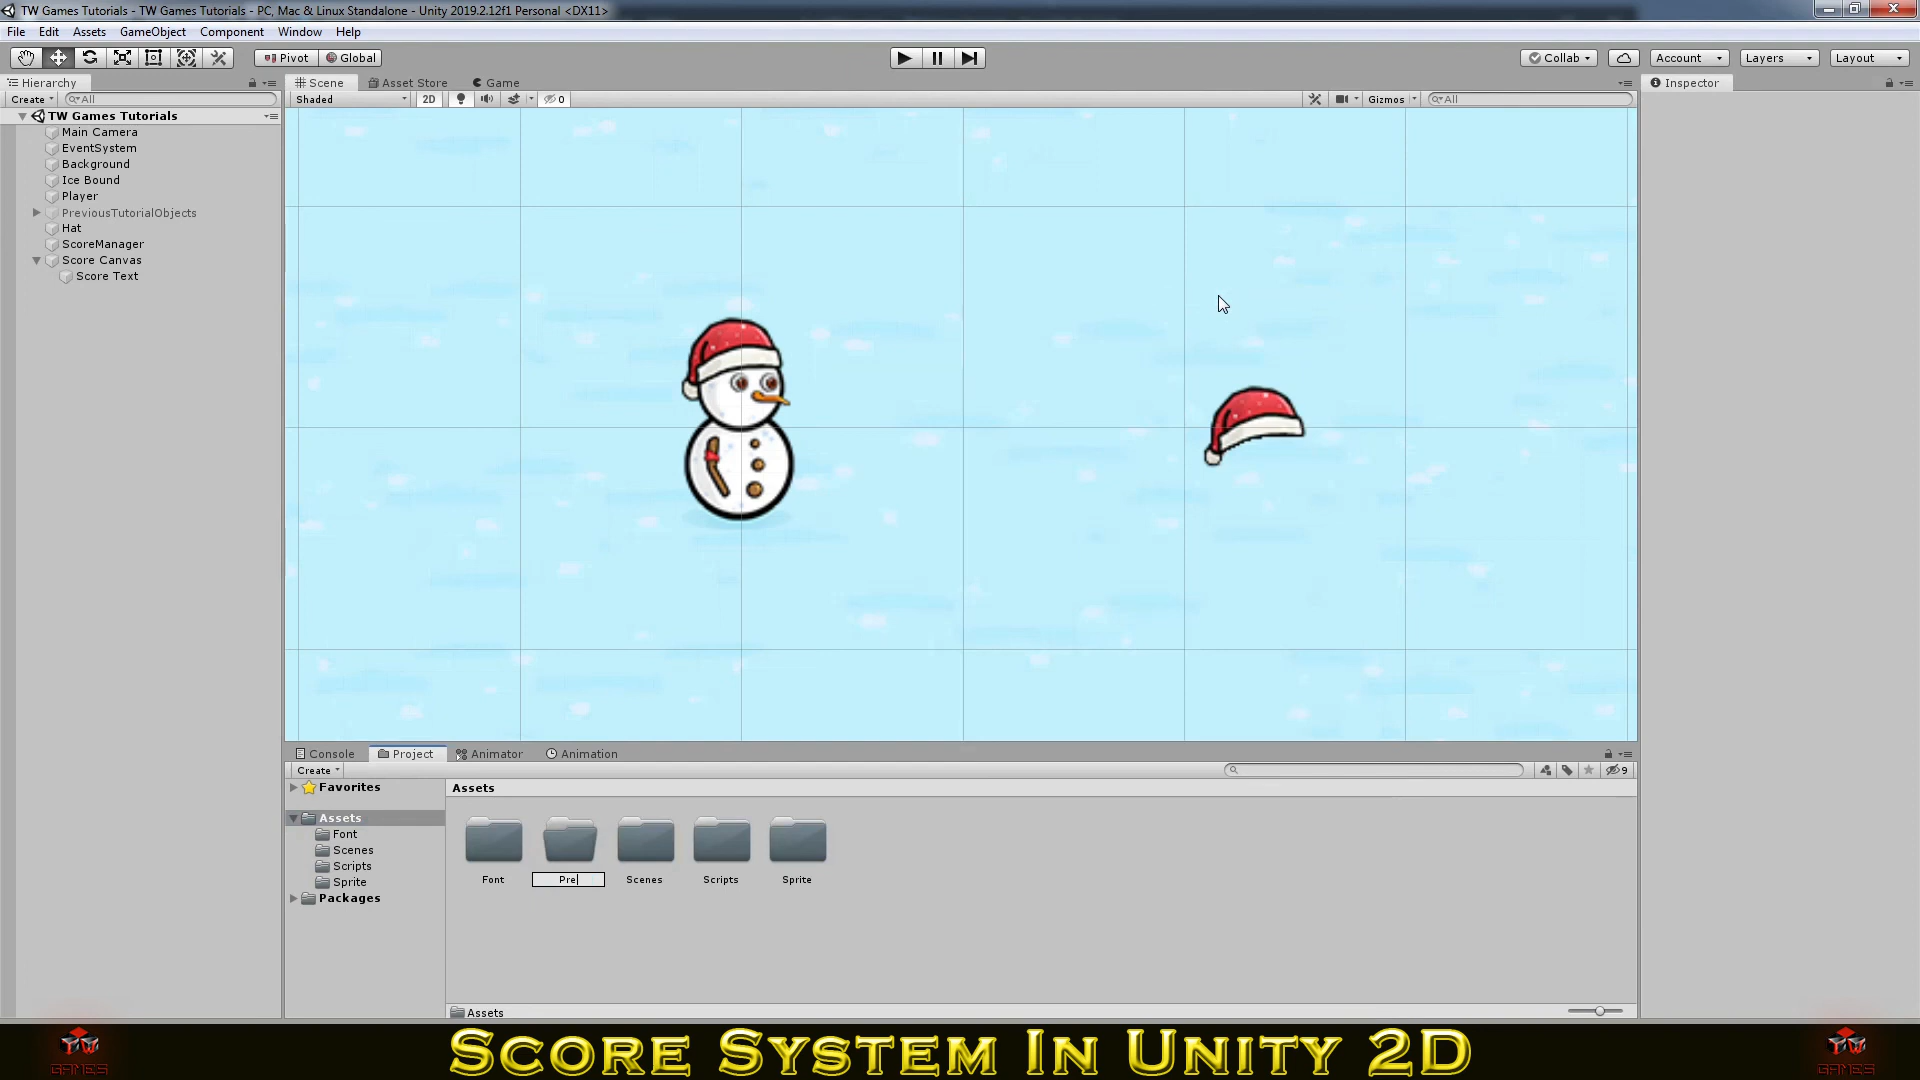 TW Games Tutorials - TW Games Tutorials - PC, Mac & Linux Standalone - Unity 2019.2.12f1 Personal <DX11>
File Edit Assets GameObject Component Window Help
Pivot Global Collab Account Layers Layout
Hierarchy Scene Asset Store Game Inspector
Create All Shaded 2D 0 Gizmos All
TW Games Tutorials
Main Camera
EventSystem
Background
Ice Bound
Player
PreviousTutorialObjects
Hat
ScoreManager
Score Canvas
Score Text
Console Project Animator Animation
Create 9
Favorites
Assets
Assets
Font
Scenes
Scripts
Sprite
Packages
Font Pre Scenes Scripts Sprite
Assets
TW GAMES Score System In Unity 2D TW GAMES